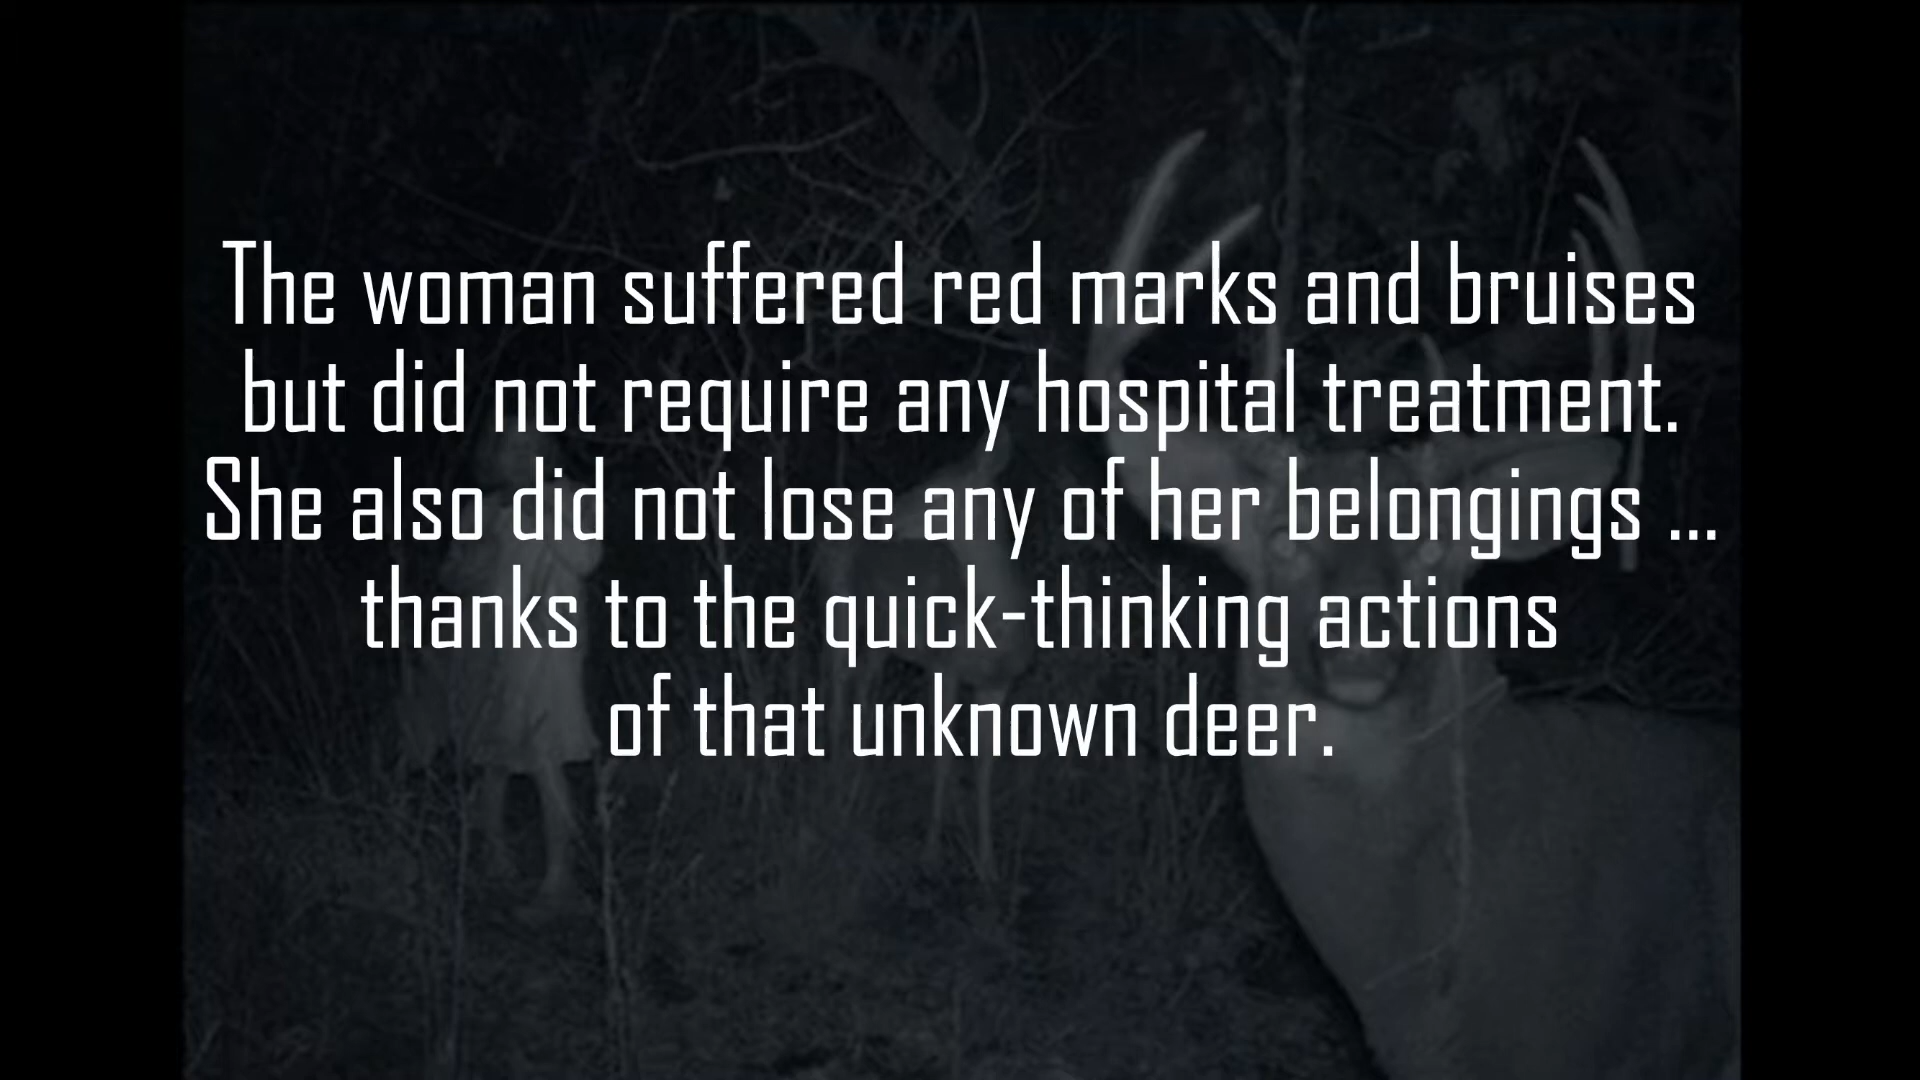 The woman suffered red marks and bruises
but did not require any hospital treatment.
She also did not lose any of her belongings ...
thanks to the quick-thinking actions
of that unknown deer.